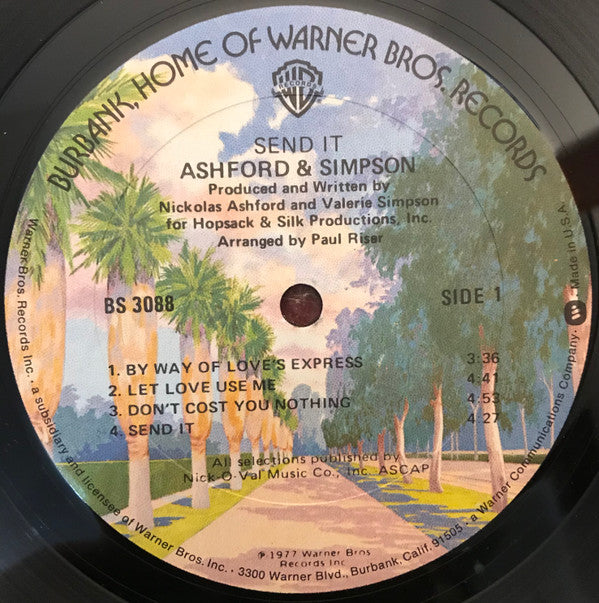 BURBANK, HOME OF WARNER BROS. RECORDS
WB
RECORDS
SEND IT
ASHFORD & SIMPSON
Produced and Written by
Nickolas Ashford and Valerie Simpson
for Hopsack & Silk Productions, Inc.
Arranged by Paul Riser
BS 3088
SIDE 1
1. BY WAY OF LOVE'S EXPRESS 3:36
2. LET LOVE USE ME 4:41
3. DON'T COST YOU NOTHING 4:53
4. SEND IT 4:27
All selections published by
Nick-O-Val Music Co., Inc. ASCAP
℗ 1977 Warner Bros
Records Inc
Warner Bros. Records Inc. · a subsidiary and licensee of Warner Bros. Inc. · 3300 Warner Blvd., Burbank, Calif. 91505 · a Warner Communications Company · Made in U.S.A.